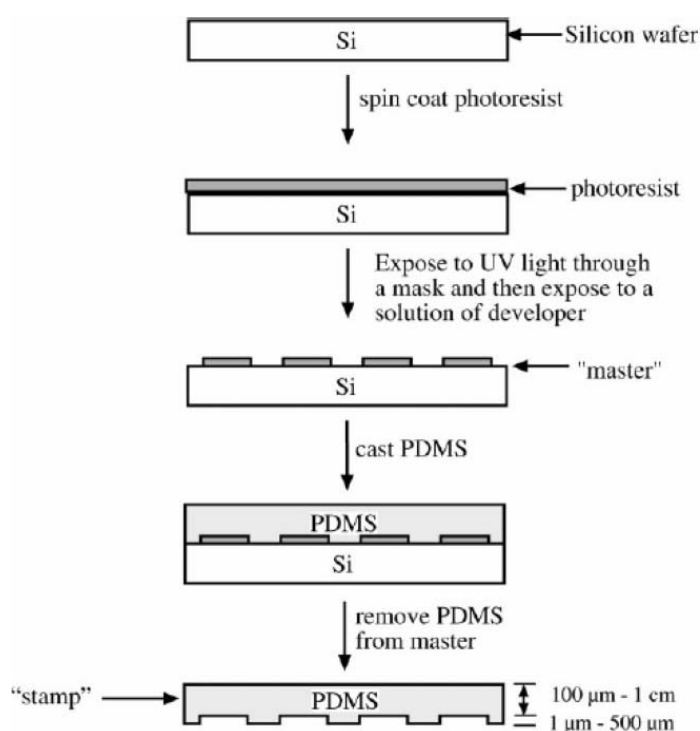 Si
Silicon wafer
spin coat photoresist
photoresist
Si
Expose to UV light through
a mask and then expose to a
solution of developer
"master"
Si
cast PDMS
PDMS
Si
remove PDMS
from master
“stamp”
PDMS
100 μm - 1 cm
1 μm - 500 μm